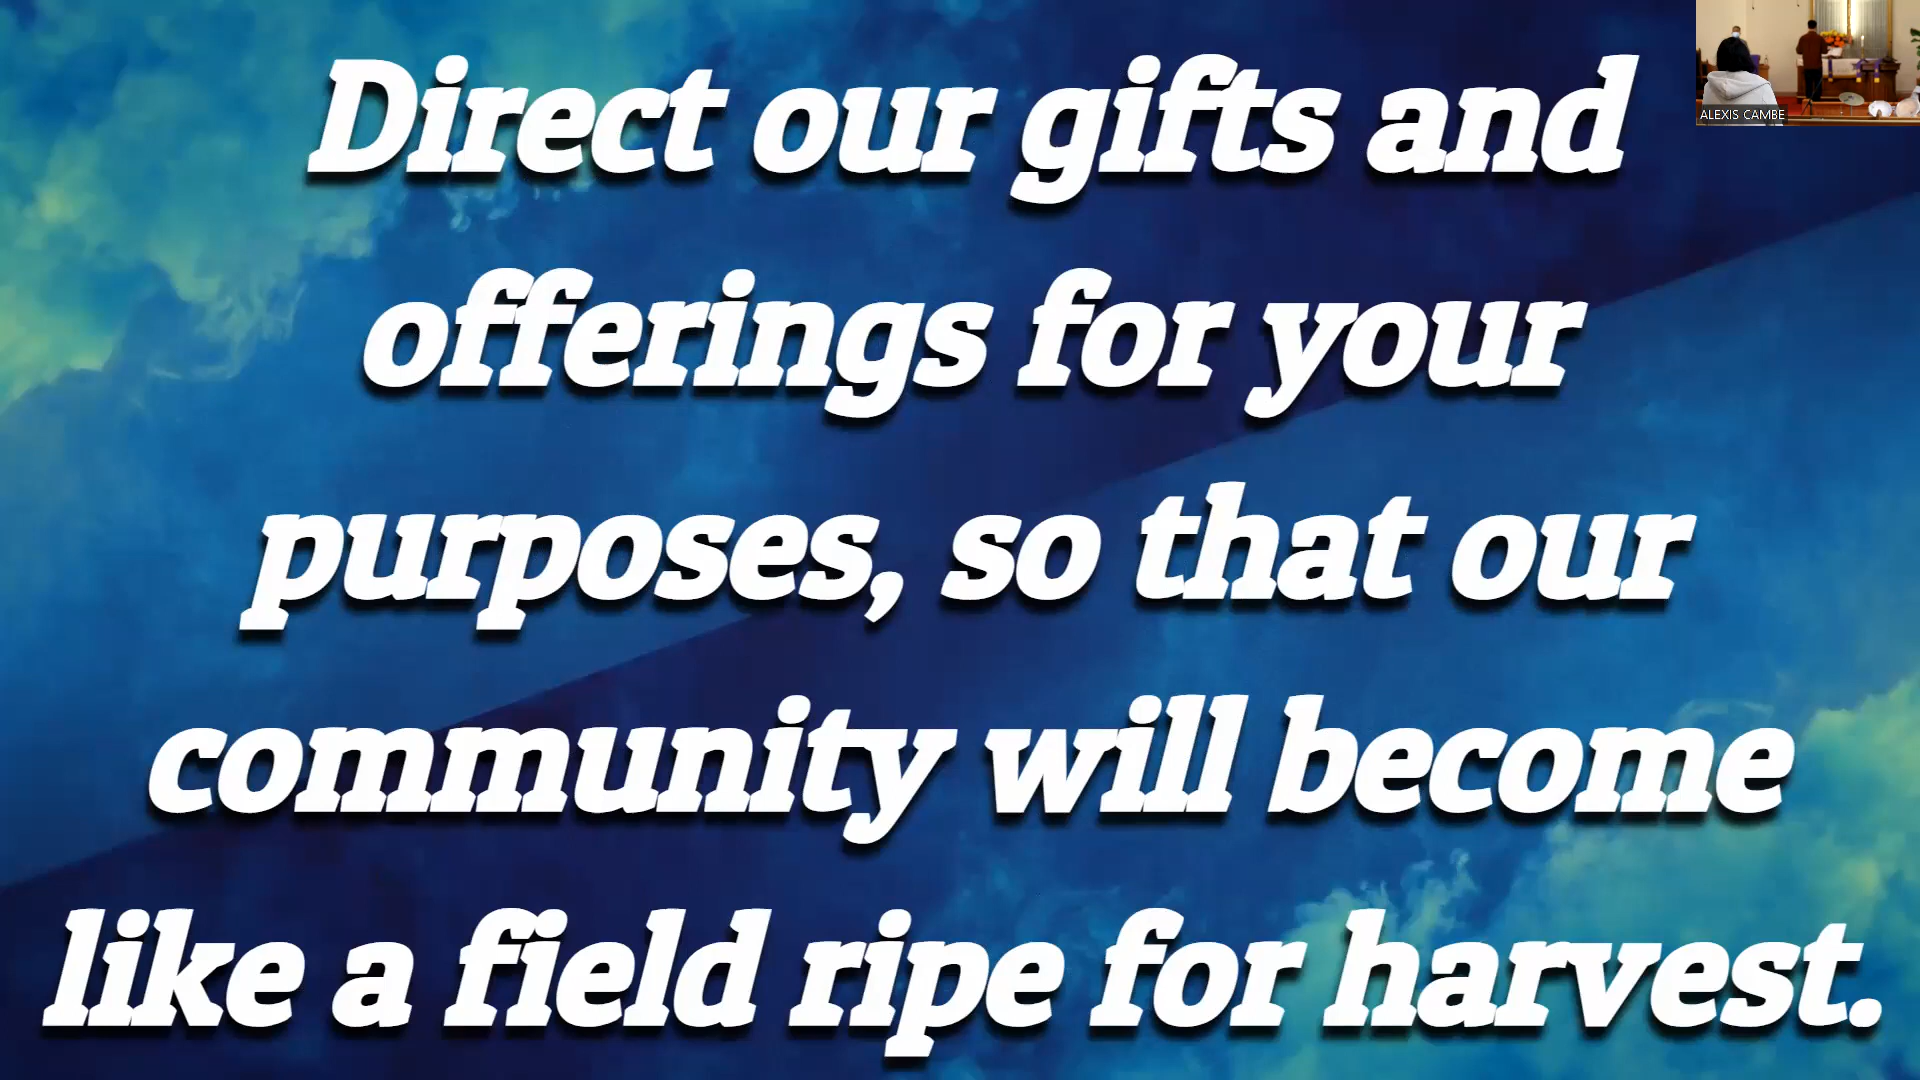 Direct our gifts and
offerings for your
purposes, so that our
community will become
like a field ripe for harvest.
ALEXIS CAMBE